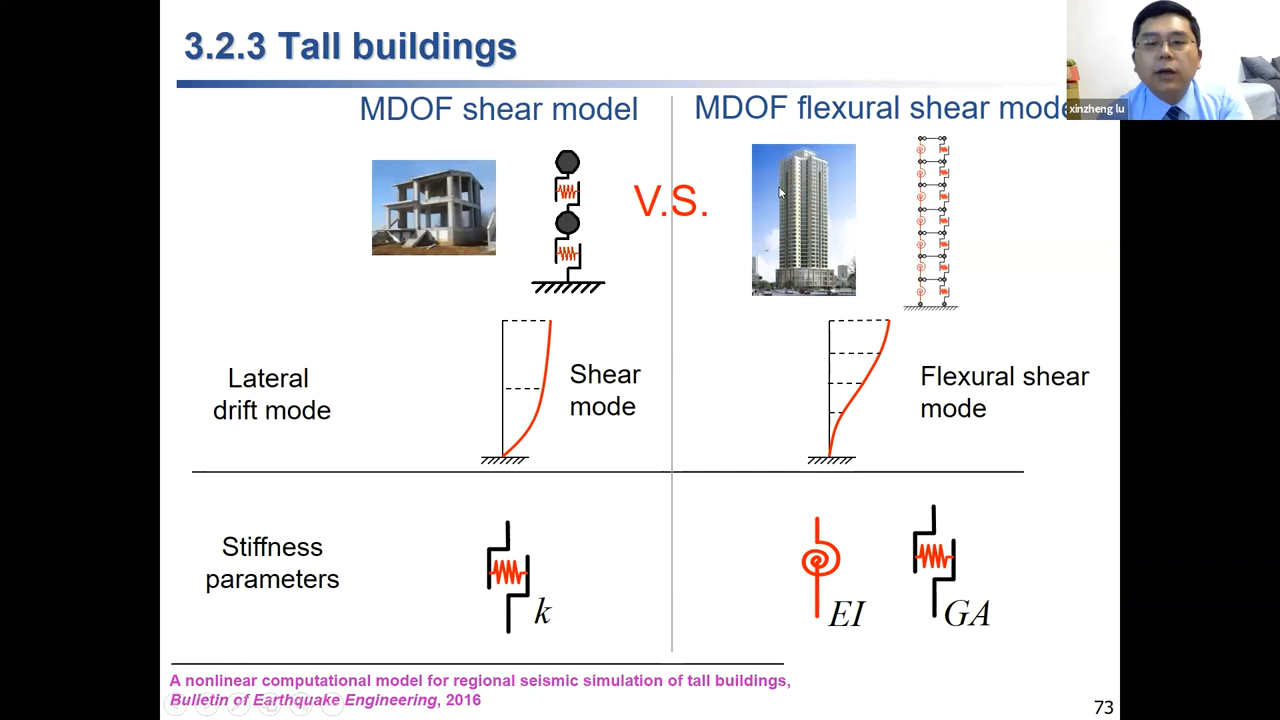 3.2.3 Tall buildings
xinzheng lu
MDOF shear model
MDOF flexural shear mode
V.S.
Lateral
drift mode
Shear
mode
Flexural shear
mode
Stiffness
parameters
k
EI
GA
A nonlinear computational model for regional seismic simulation of tall buildings,
Bulletin of Earthquake Engineering, 2016
73